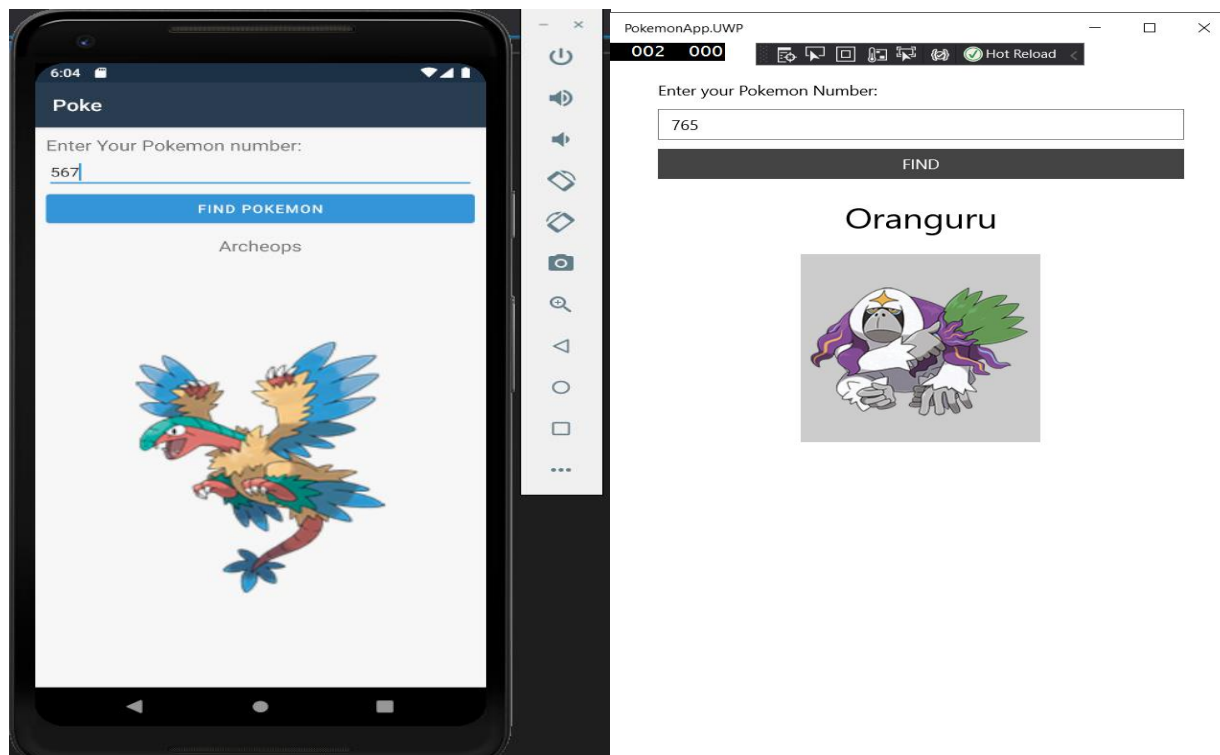 6:04
Poke
Enter Your Pokemon number:
567
FIND POKEMON
Archeops
PokemonApp.UWP
002 000
Hot Reload
Enter your Pokemon Number:
765
FIND
Oranguru